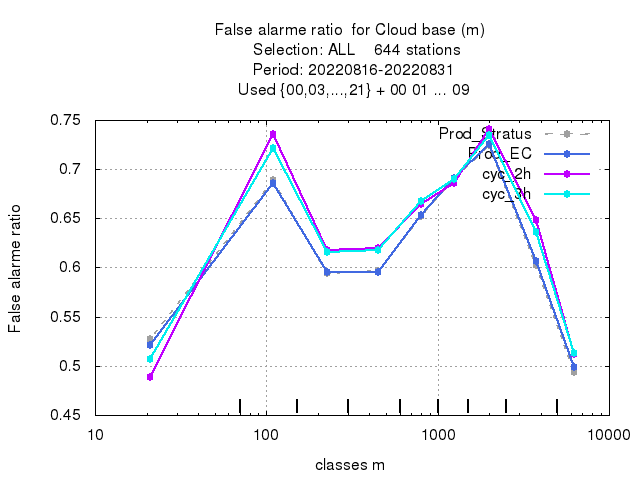 False alarme ratio  for Cloud base (m)
Selection: ALL    644 stations
Period: 20220816-20220831
Used {00,03,...,21} + 00 01 ... 09
0.75
0.7
0.65
0.6
0.55
0.5
0.45
False alarme ratio
10
100
1000
10000
classes m
Prod_Stratus
Prod_EC
cyc_2h
cyc_3h